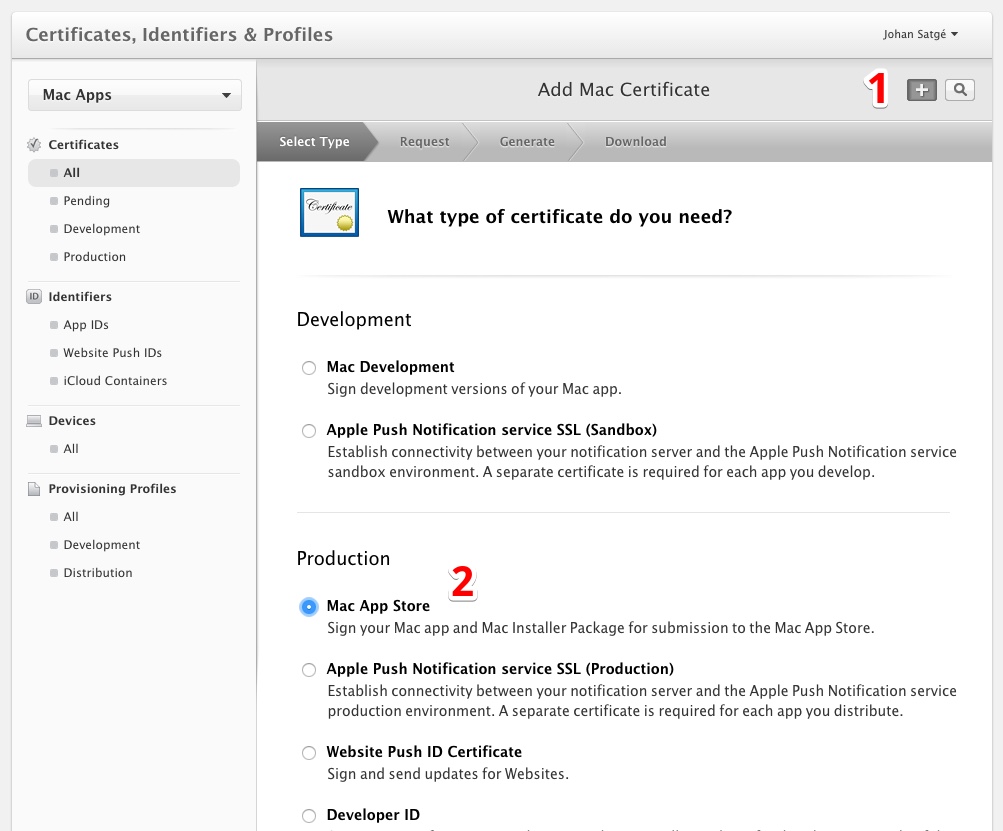 Certificates, Identifiers & Profiles
Johan Satgé
Mac Apps
Add Mac Certificate
1
Select Type
Request
Generate
Download
Certificates
All
Pending
Development
Production
ID
Identifiers
App IDs
Website Push IDs
iCloud Containers
Devices
All
Provisioning Profiles
All
Development
Distribution
Certificate
What type of certificate do you need?
Development
Mac Development
Sign development versions of your Mac app.
Apple Push Notification service SSL (Sandbox)
Establish connectivity between your notification server and the Apple Push Notification service
sandbox environment. A separate certificate is required for each app you develop.
Production
2
Mac App Store
Sign your Mac app and Mac Installer Package for submission to the Mac App Store.
Apple Push Notification service SSL (Production)
Establish connectivity between your notification server and the Apple Push Notification service
production environment. A separate certificate is required for each app you distribute.
Website Push ID Certificate
Sign and send updates for Websites.
Developer ID